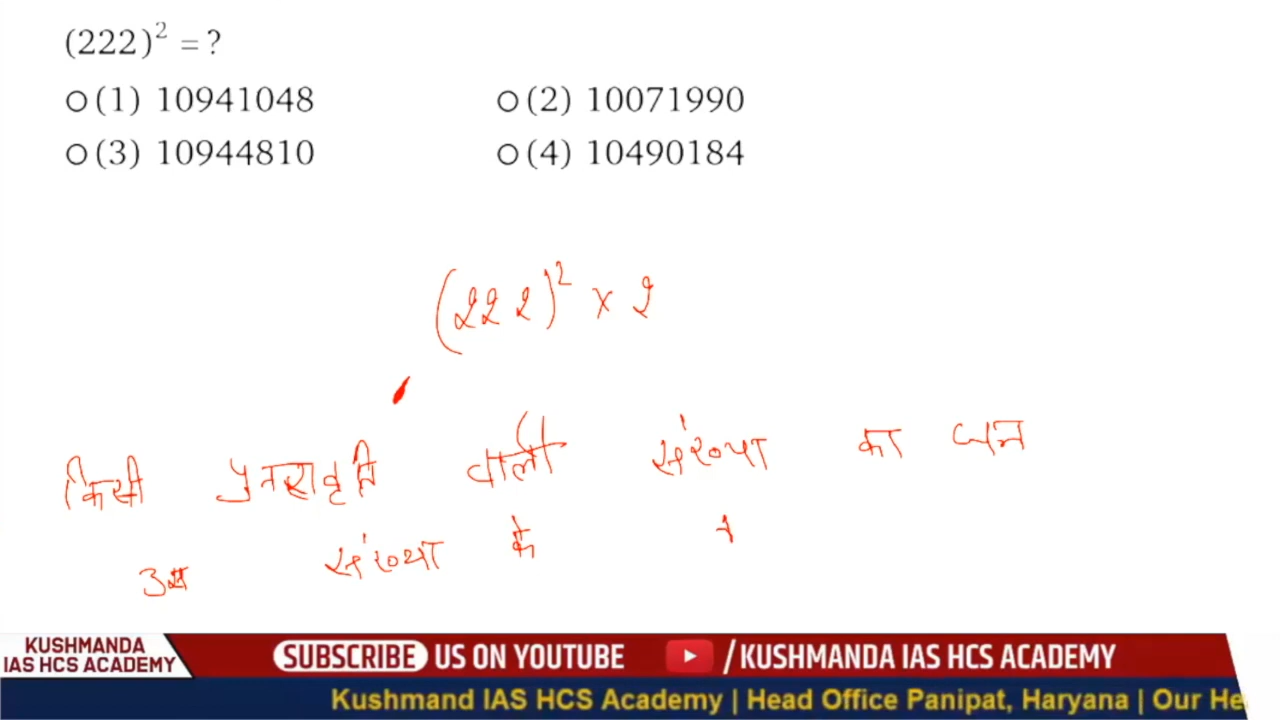 (222)² = ?
(1) 10941048 (2) 10071990
(3) 10944810 (4) 10490184
(222)² × 2
किसी पुनरावृति वाली संख्या का घन
उस संख्या के
KUSHMANDA
IAS HCS ACADEMY
SUBSCRIBE US ON YOUTUBE /KUSHMANDA IAS HCS ACADEMY
Kushmand IAS HCS Academy | Head Office Panipat, Haryana | Our He